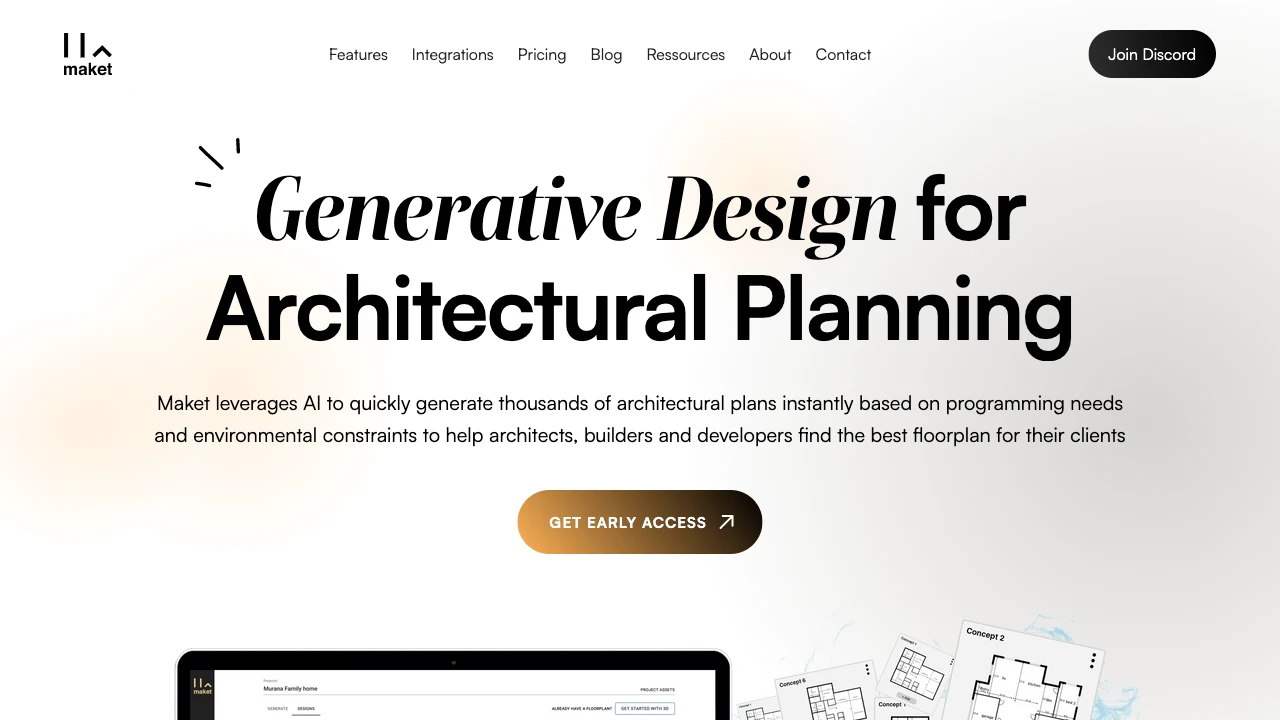 maket
Features
Integrations
Pricing
Blog
Ressources
About
Contact
Join Discord
Generative Design for
Architectural Planning
Maket leverages AI to quickly generate thousands of architectural plans instantly based on programming needs
and environmental constraints to help architects, builders and developers find the best floorplan for their clients
GET EARLY ACCESS
maket
Projects/
Murana Family home
PROJECT ASSETS
GENERATE
DESIGNS
ALREADY HAVE A FLOORPLAN?
GET STARTED WITH 3D
Concept 6
Concept 1
Concept
Concept 2